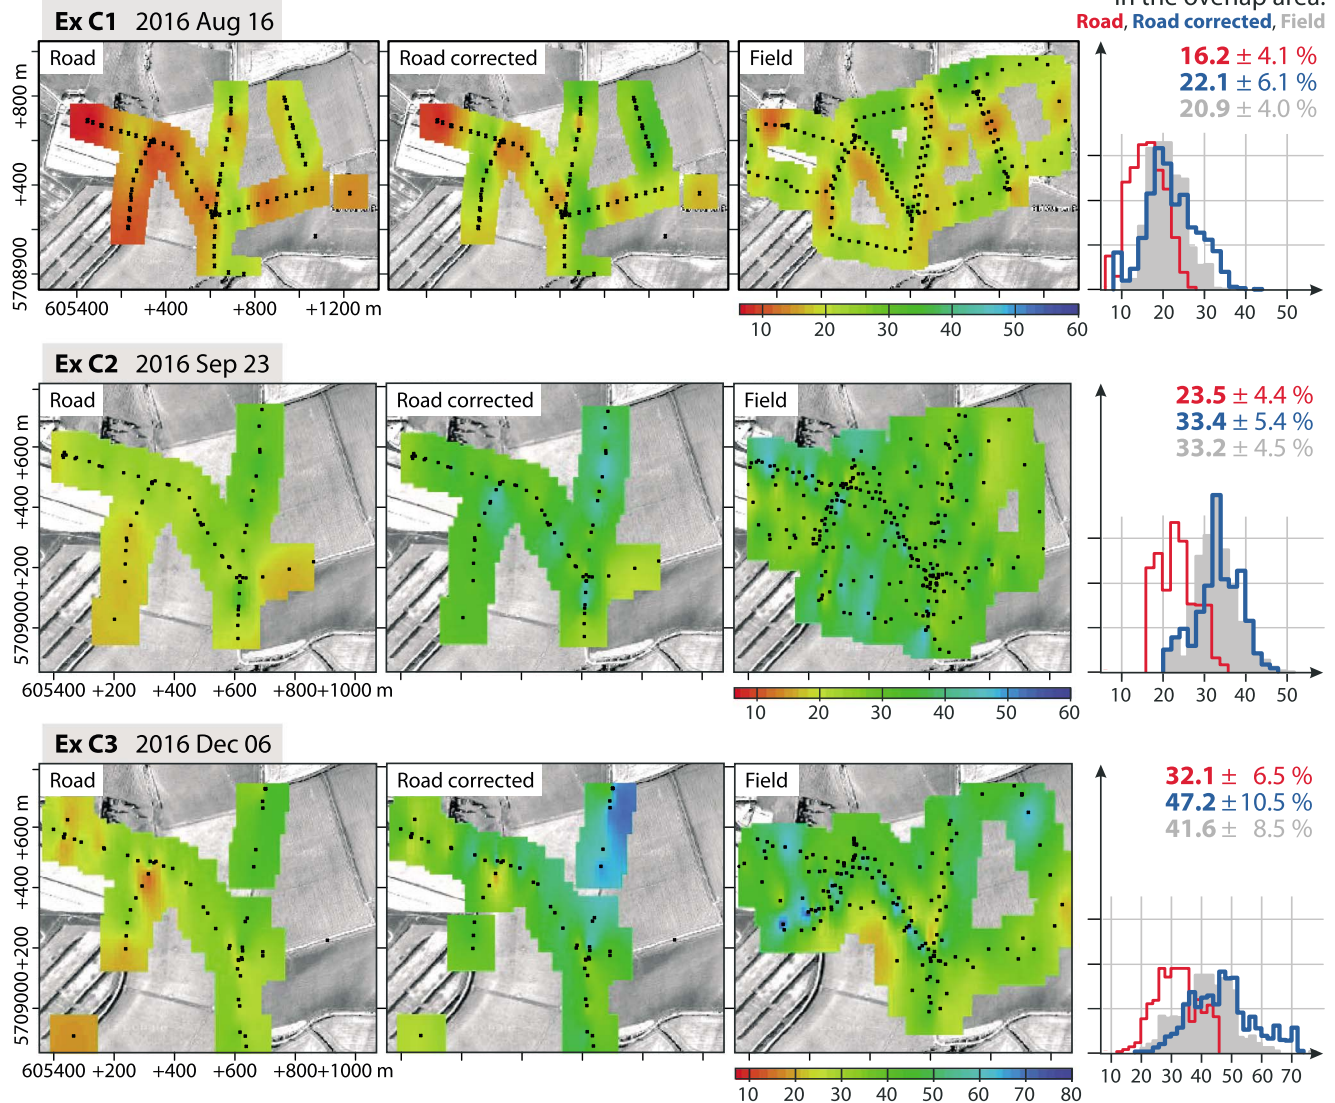 in the overlap area:
Road, Road corrected, Field
Ex C1 2016 Aug 16
Road
Road corrected
Field
16.2 ± 4.1 %
22.1 ± 6.1 %
20.9 ± 4.0 %
5708900 +400 +800 m
605400 +400 +800 +1200 m
10 20 30 40 50 60
10 20 30 40 50
Ex C2 2016 Sep 23
Road
Road corrected
Field
23.5 ± 4.4 %
33.4 ± 5.4 %
33.2 ± 4.5 %
5709000 +200 +400 +600 m
605400 +200 +400 +600 +800 +1000 m
10 20 30 40 50 60
10 20 30 40 50
Ex C3 2016 Dec 06
Road
Road corrected
Field
32.1 ± 6.5 %
47.2 ± 10.5 %
41.6 ± 8.5 %
5709000 +200 +400 +600 m
605400 +200 +400 +600 +800 +1000 m
10 20 30 40 50 60 70 80
10 20 30 40 50 60 70